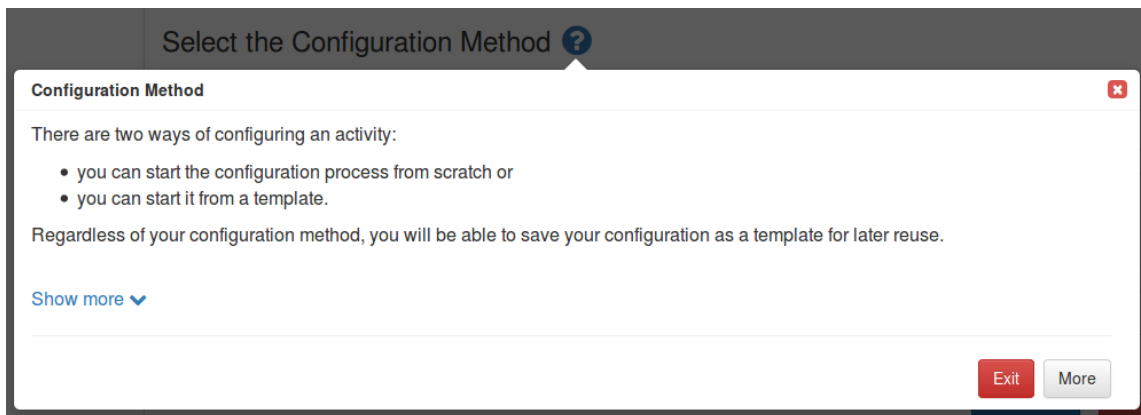 Select the Configuration Method ?
Configuration Method
There are two ways of configuring an activity:
• you can start the configuration process from scratch or
• you can start it from a template.
Regardless of your configuration method, you will be able to save your configuration as a template for later reuse.
Show more
Exit More